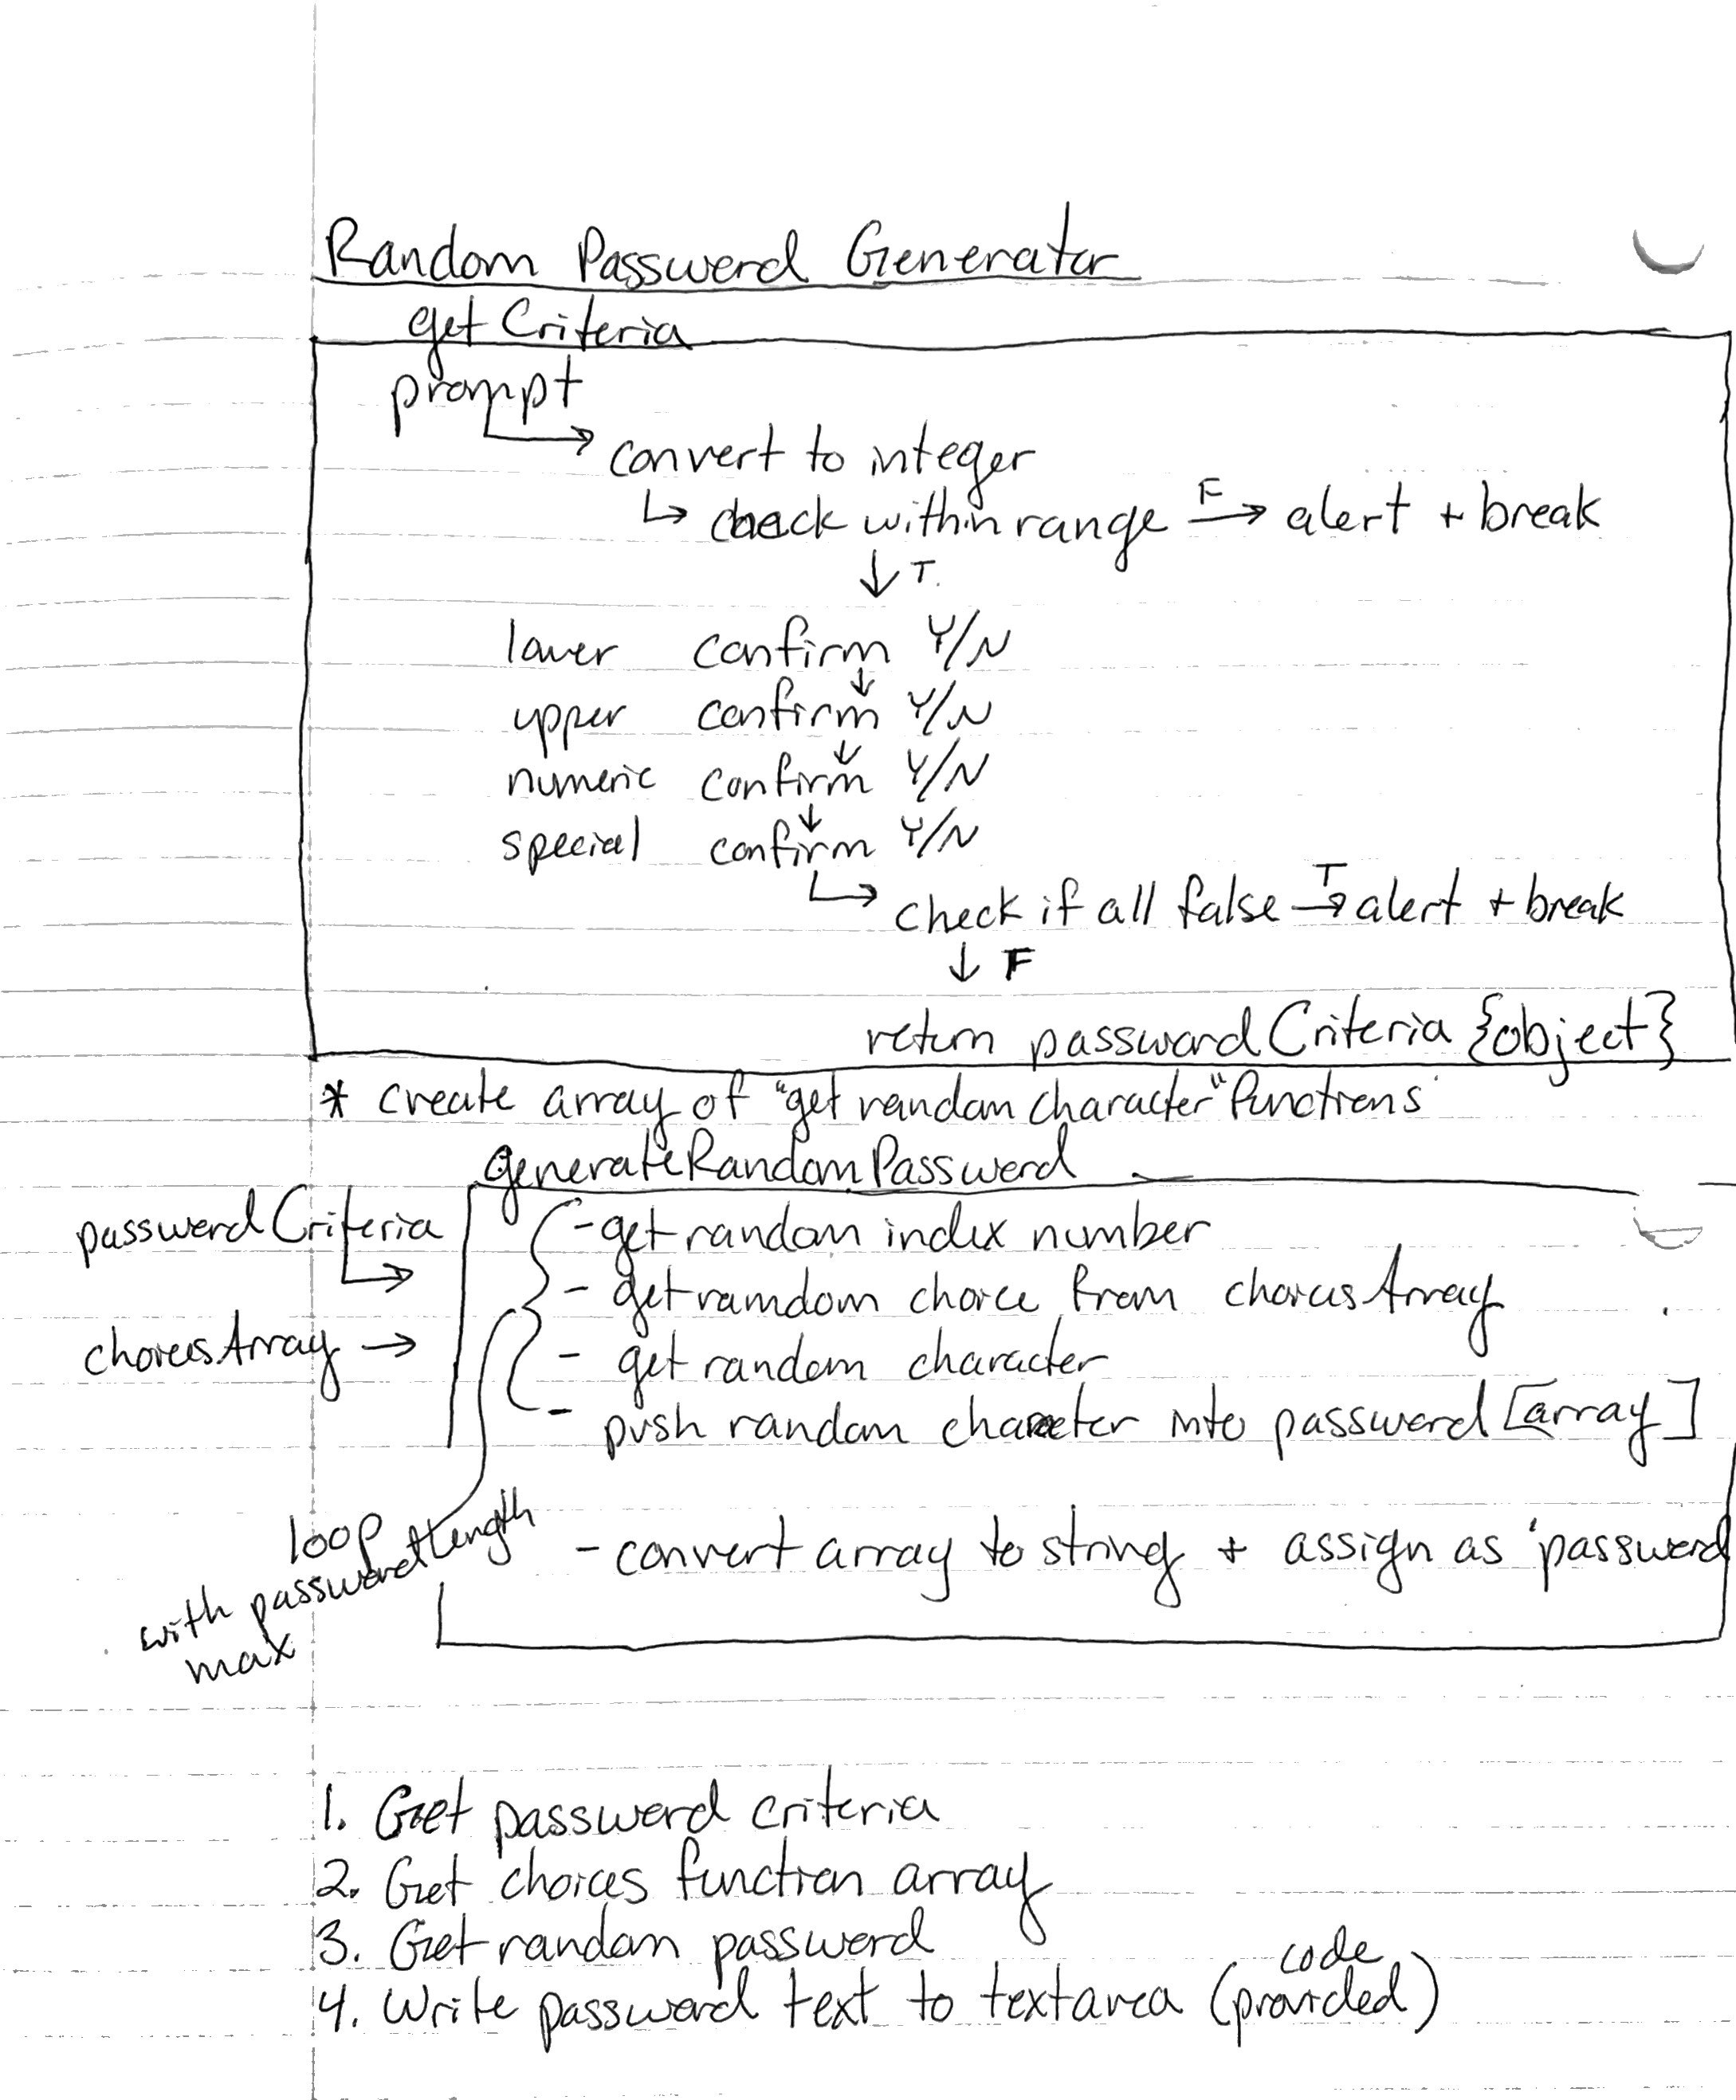 Random Password Generator
get Criteria
prompt
convert to integer
↳ check within range F → alert + break
↓ T.
lower confirm Y/N
↓
upper confirm Y/N
↓
numeric confirm Y/N
↓
special confirm Y/N
↳ check if all false T → alert + break
↓ F
return passwordCriteria {object}
* create array of "get random character" functions
generateRandomPassword
passwordCriteria
↳
choicesArray →
- get random index number
- get ramdom choice from choicesArray
- get random character
- push random character into password [array]
loop
with passwordLength
max
- convert array to string + assign as 'password
1. Get password criteria
2. Get choices function array
3. Get random password
4. Write password text to textarea (code provided)